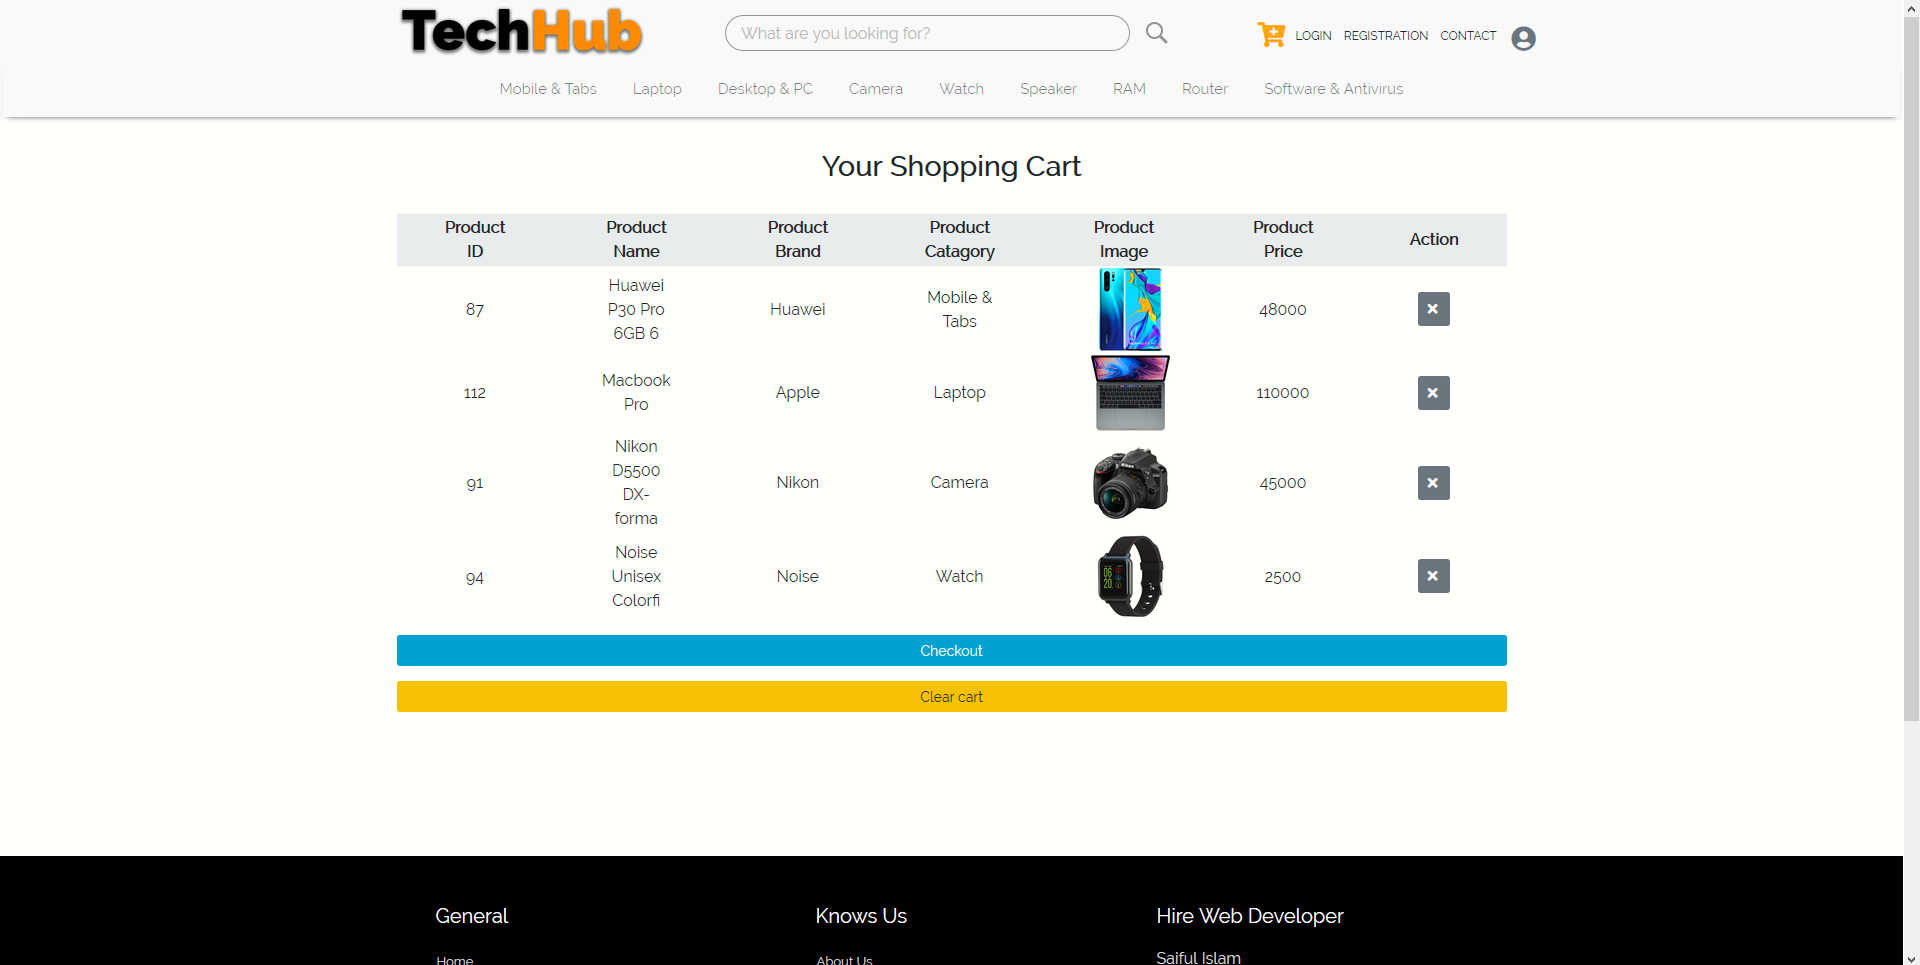 TechHub
What are you looking for?
LOGIN REGISTRATION CONTACT
Mobile & Tabs Laptop Desktop & PC Camera Watch Speaker RAM Router Software & Antivirus
Your Shopping Cart
Product ID Product Name Product Brand Product Catagory Product Image Product Price Action
87 Huawei P30 Pro 6GB 6 Huawei Mobile & Tabs 48000
112 Macbook Pro Apple Laptop 110000
91 Nikon D5500 DX-forma Nikon Camera 45000
94 Noise Unisex Colorfi Noise Watch 2500
Checkout
Clear cart
General Knows Us Hire Web Developer
Home About Us Saiful Islam